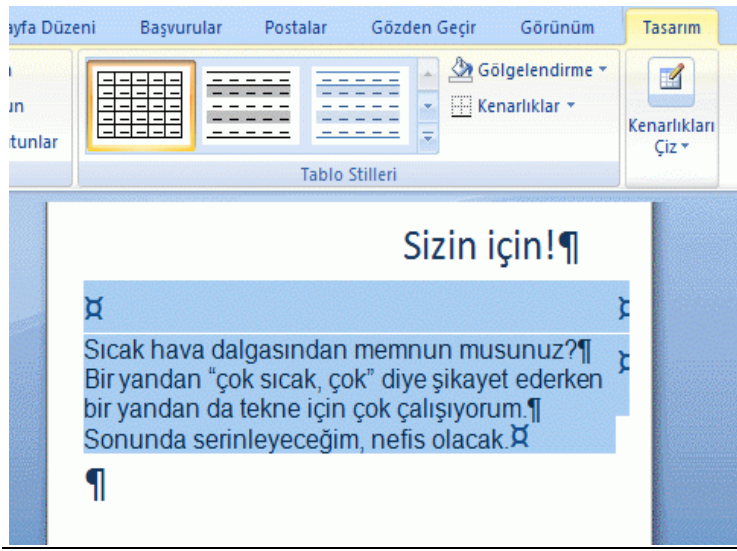 ayfa Düzeni Başvurular Postalar Gözden Geçir Görünüm Tasarım
Gölgelendirme
un Kenarlıklar
tunlar Kenarlıkları
Çiz
Tablo Stilleri
Sizin için!¶
¤ ¤
Sıcak hava dalgasından memnun musunuz?¶ ¤
Bir yandan “çok sıcak, çok” diye şikayet ederken
bir yandan da tekne için çok çalışıyorum.¶
Sonunda serinleyeceğim, nefis olacak.¤
¶